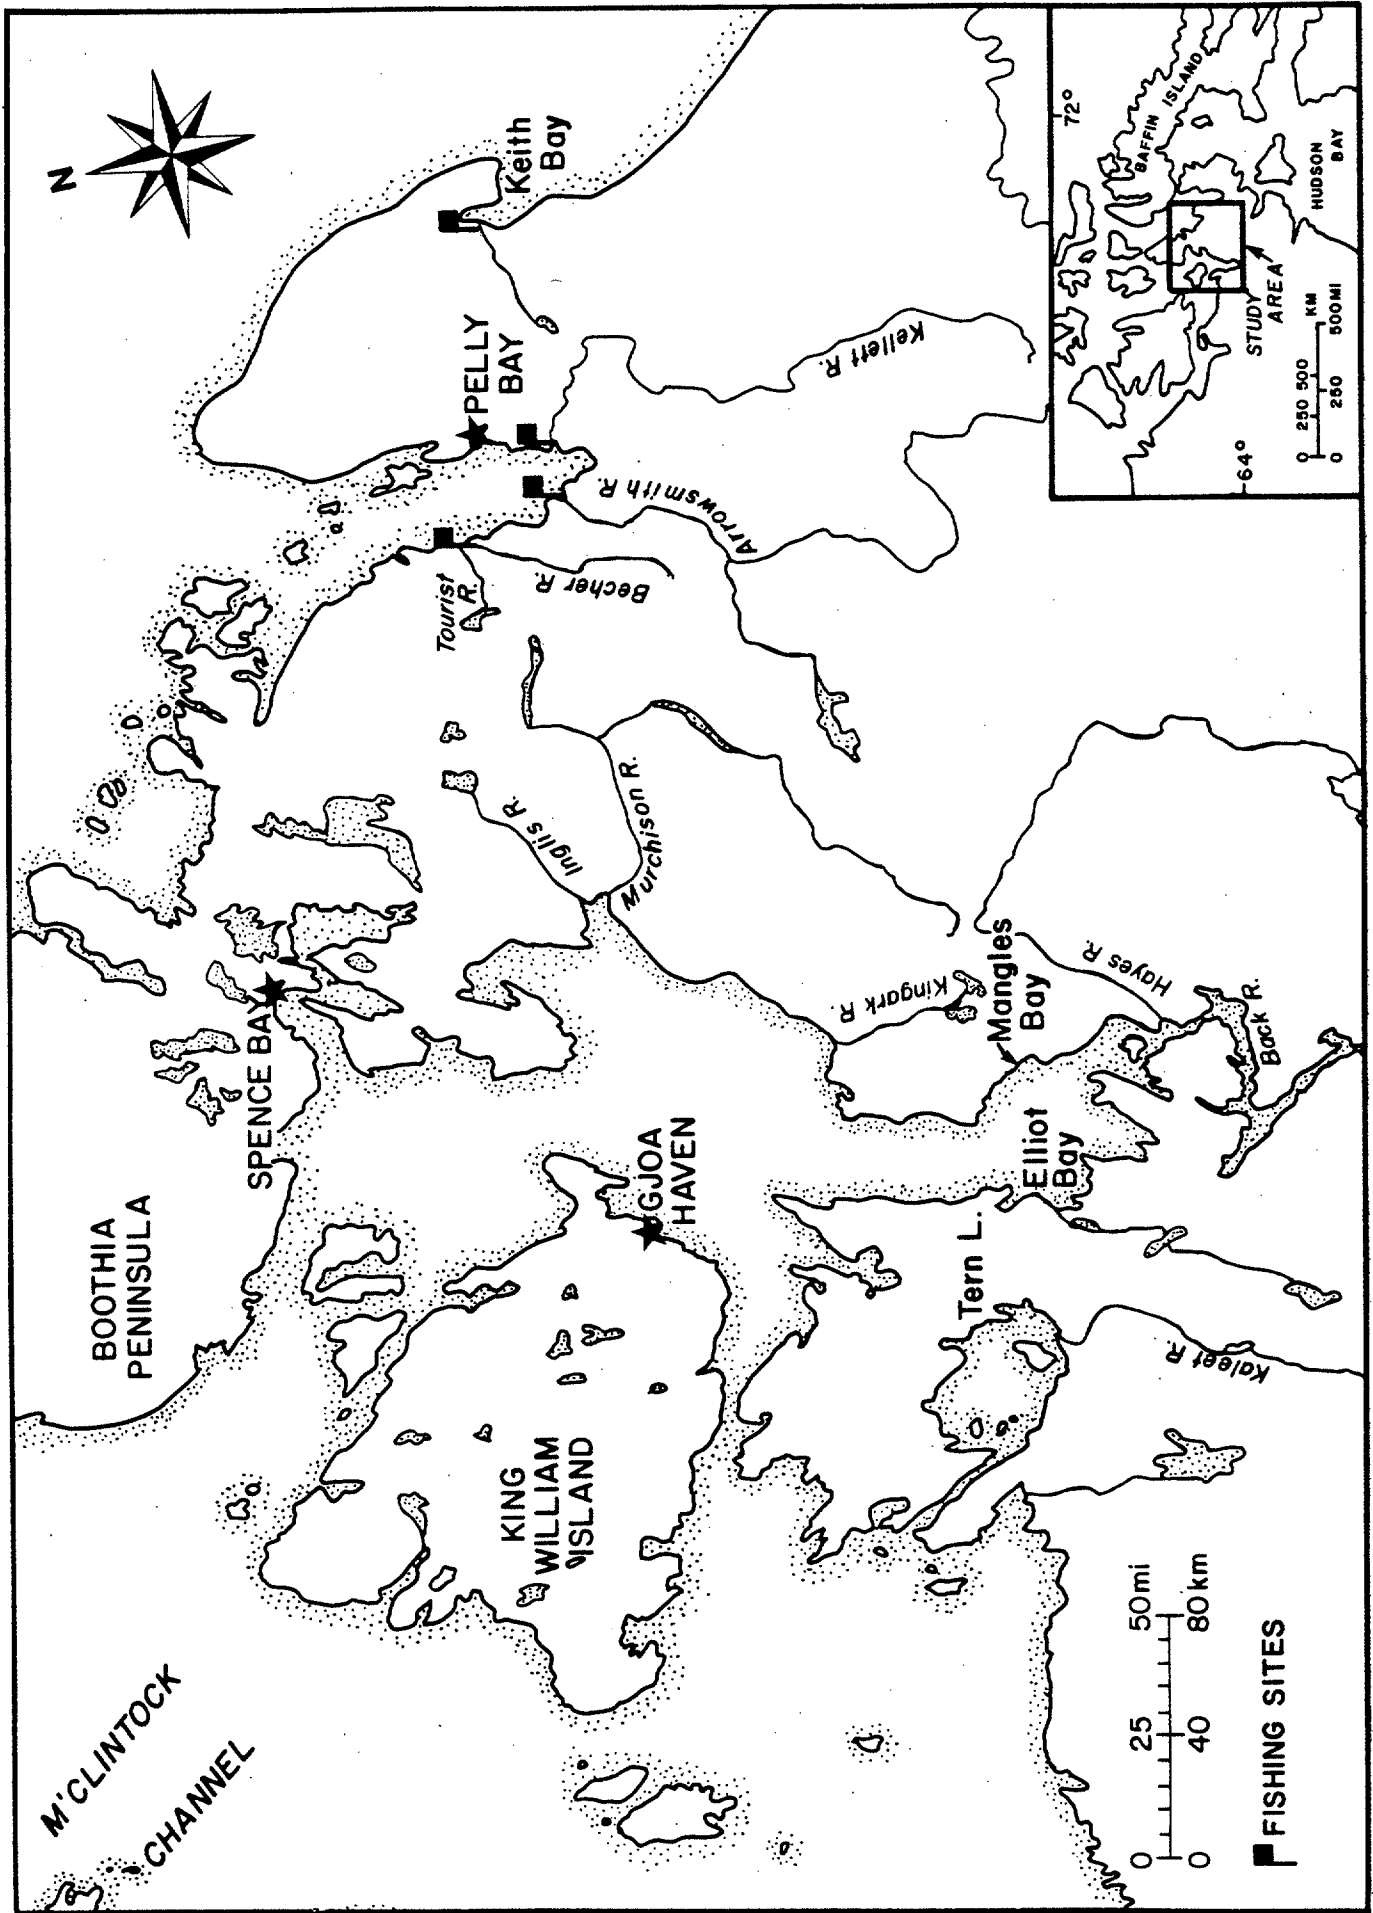 N
Keith
Bay
PELLY
BAY
Kellett R.
Arrowsmith R.
Becher R.
Tourist
R.
Inglis R.
Murchison R.
SPENCE BAY
BOOTHIA
PENINSULA
GJOA
HAVEN
KING
WILLIAM
ISLAND
M'CLINTOCK
CHANNEL
Kingark R.
Mangles
Bay
Hayes R.
Back R.
Elliot
Bay
Tern L.
Kaleet R.
0 25 50mi
0 40 80km
FISHING SITES
72°
BAFFIN ISLAND
HUDSON
BAY
STUDY
AREA
64°
KM
0 250 500
0 250 500MI